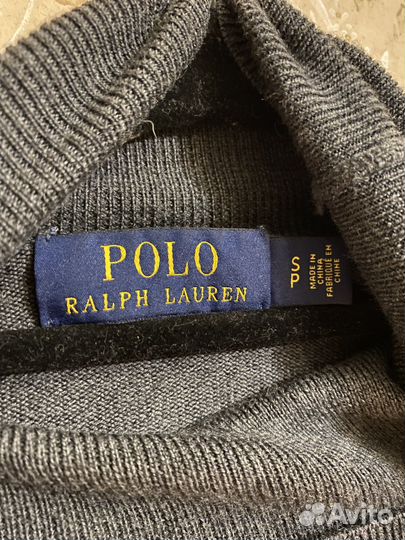 POLO
RALPH LAUREN
S
P
MADE IN
CHINA
FABRIQUÉ EN
CHINE
Avito